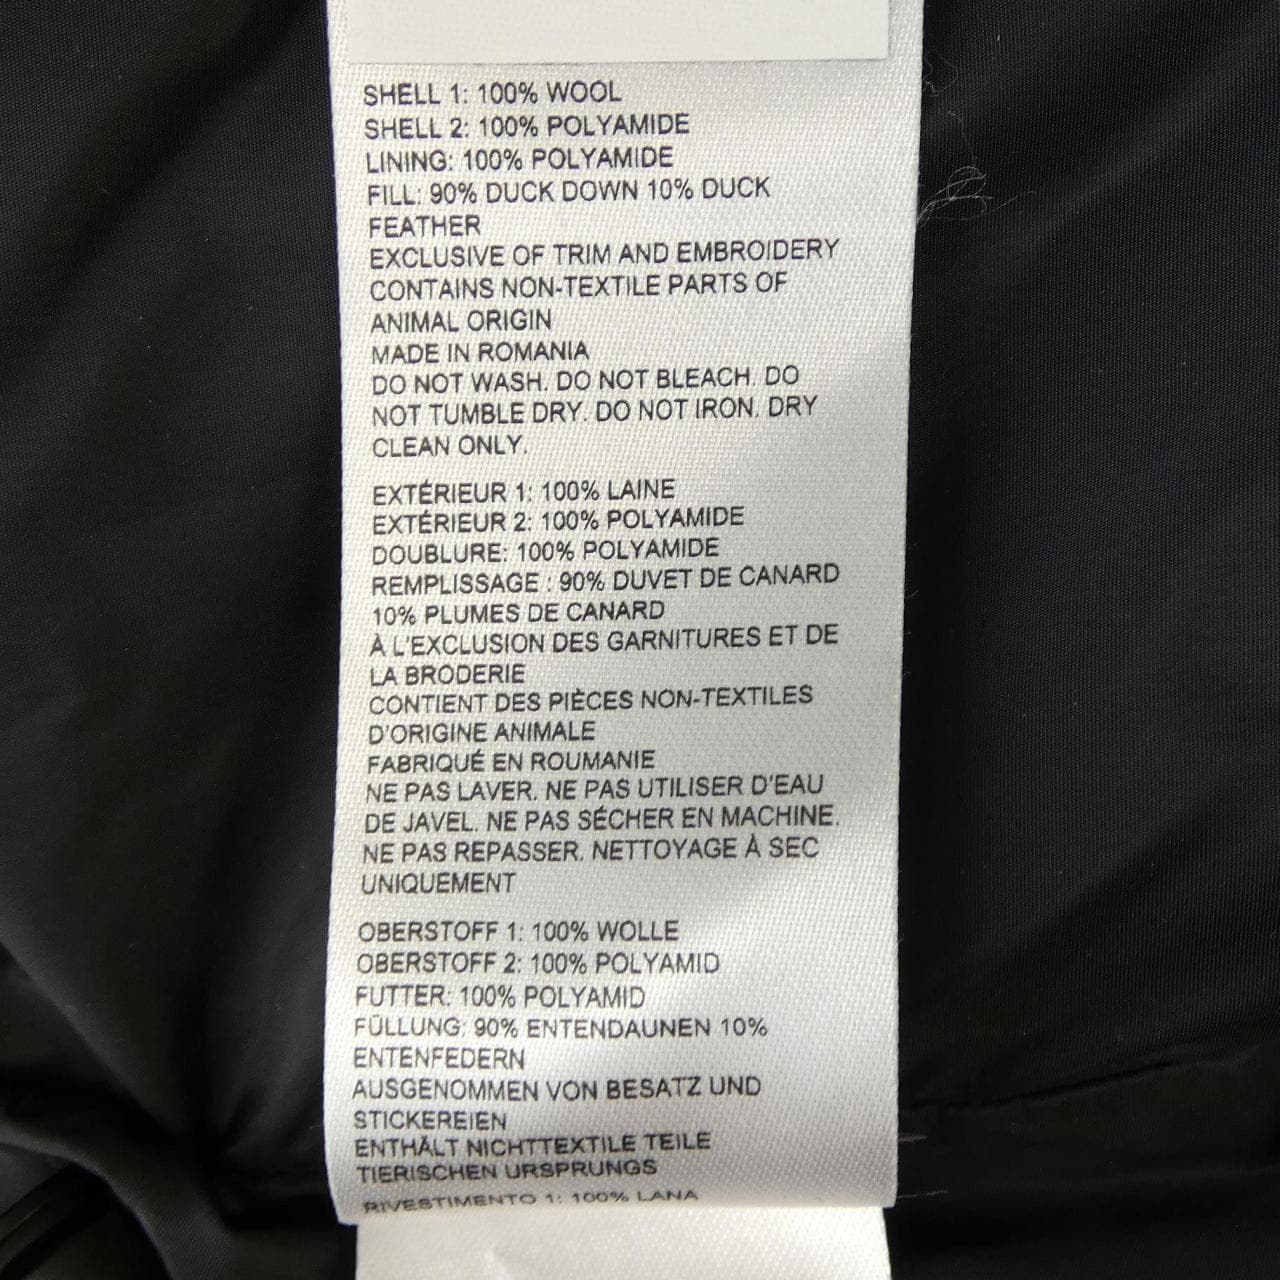 SHELL 1: 100% WOOL
SHELL 2: 100% POLYAMIDE
LINING: 100% POLYAMIDE
FILL: 90% DUCK DOWN 10% DUCK
FEATHER
EXCLUSIVE OF TRIM AND EMBROIDERY
CONTAINS NON-TEXTILE PARTS OF
ANIMAL ORIGIN
MADE IN ROMANIA
DO NOT WASH. DO NOT BLEACH. DO
NOT TUMBLE DRY. DO NOT IRON. DRY
CLEAN ONLY.
EXTÉRIEUR 1: 100% LAINE
EXTÉRIEUR 2: 100% POLYAMIDE
DOUBLURE: 100% POLYAMIDE
REMPLISSAGE : 90% DUVET DE CANARD
10% PLUMES DE CANARD
À L'EXCLUSION DES GARNITURES ET DE
LA BRODERIE
CONTIENT DES PIÈCES NON-TEXTILES
D'ORIGINE ANIMALE
FABRIQUÉ EN ROUMANIE
NE PAS LAVER. NE PAS UTILISER D'EAU
DE JAVEL. NE PAS SÉCHER EN MACHINE.
NE PAS REPASSER. NETTOYAGE À SEC
UNIQUEMENT
OBERSTOFF 1: 100% WOLLE
OBERSTOFF 2: 100% POLYAMID
FUTTER: 100% POLYAMID
FÜLLUNG: 90% ENTENDAUNEN 10%
ENTENFEDERN
AUSGENOMMEN VON BESATZ UND
STICKEREIEN
ENTHÄLT NICHTTEXTILE TEILE
TIERISCHEN URSPRUNGS
RIVESTIMENTO 1: 100% LANA